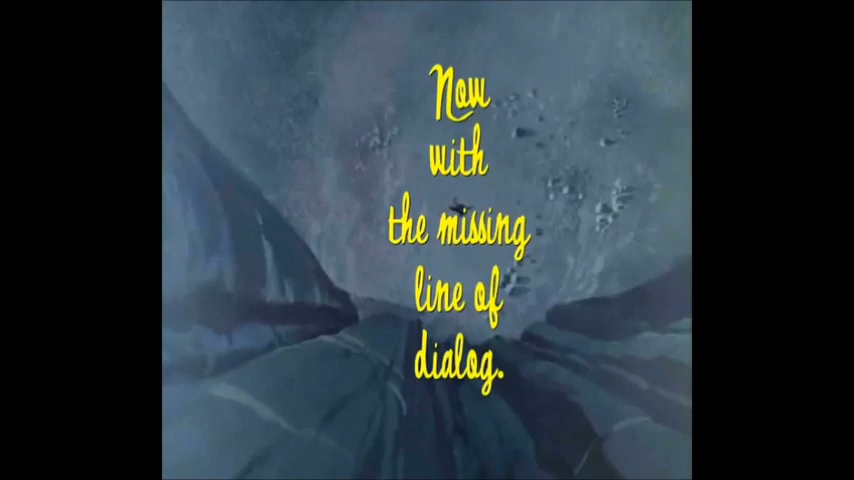 Now
with
the missing
line of
dialog.